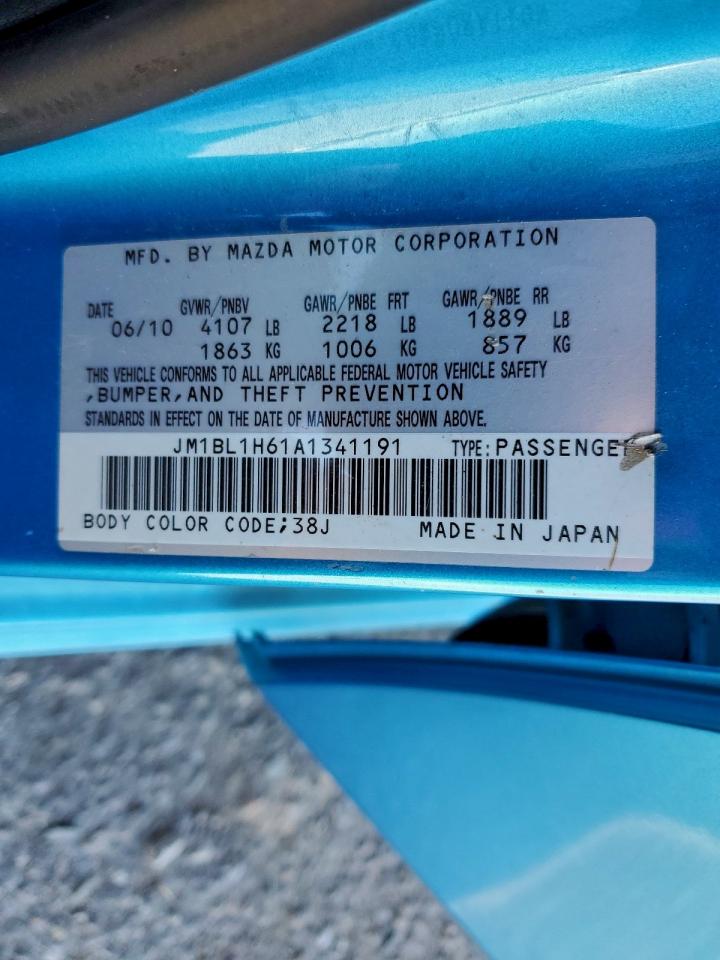 MFD. BY MAZDA MOTOR CORPORATION
DATE GVWR/PNBV GAWR/PNBE FRT GAWR/PNBE RR
06/10 4107 LB 2218 LB 1889 LB
1863 KG 1006 KG 857 KG
THIS VEHICLE CONFORMS TO ALL APPLICABLE FEDERAL MOTOR VEHICLE SAFETY
,BUMPER,AND THEFT PREVENTION
STANDARDS IN EFFECT ON THE DATE OF MANUFACTURE SHOWN ABOVE.
JM1BL1H61A1341191 TYPE:PASSENGER
BODY COLOR CODE;38J MADE IN JAPAN